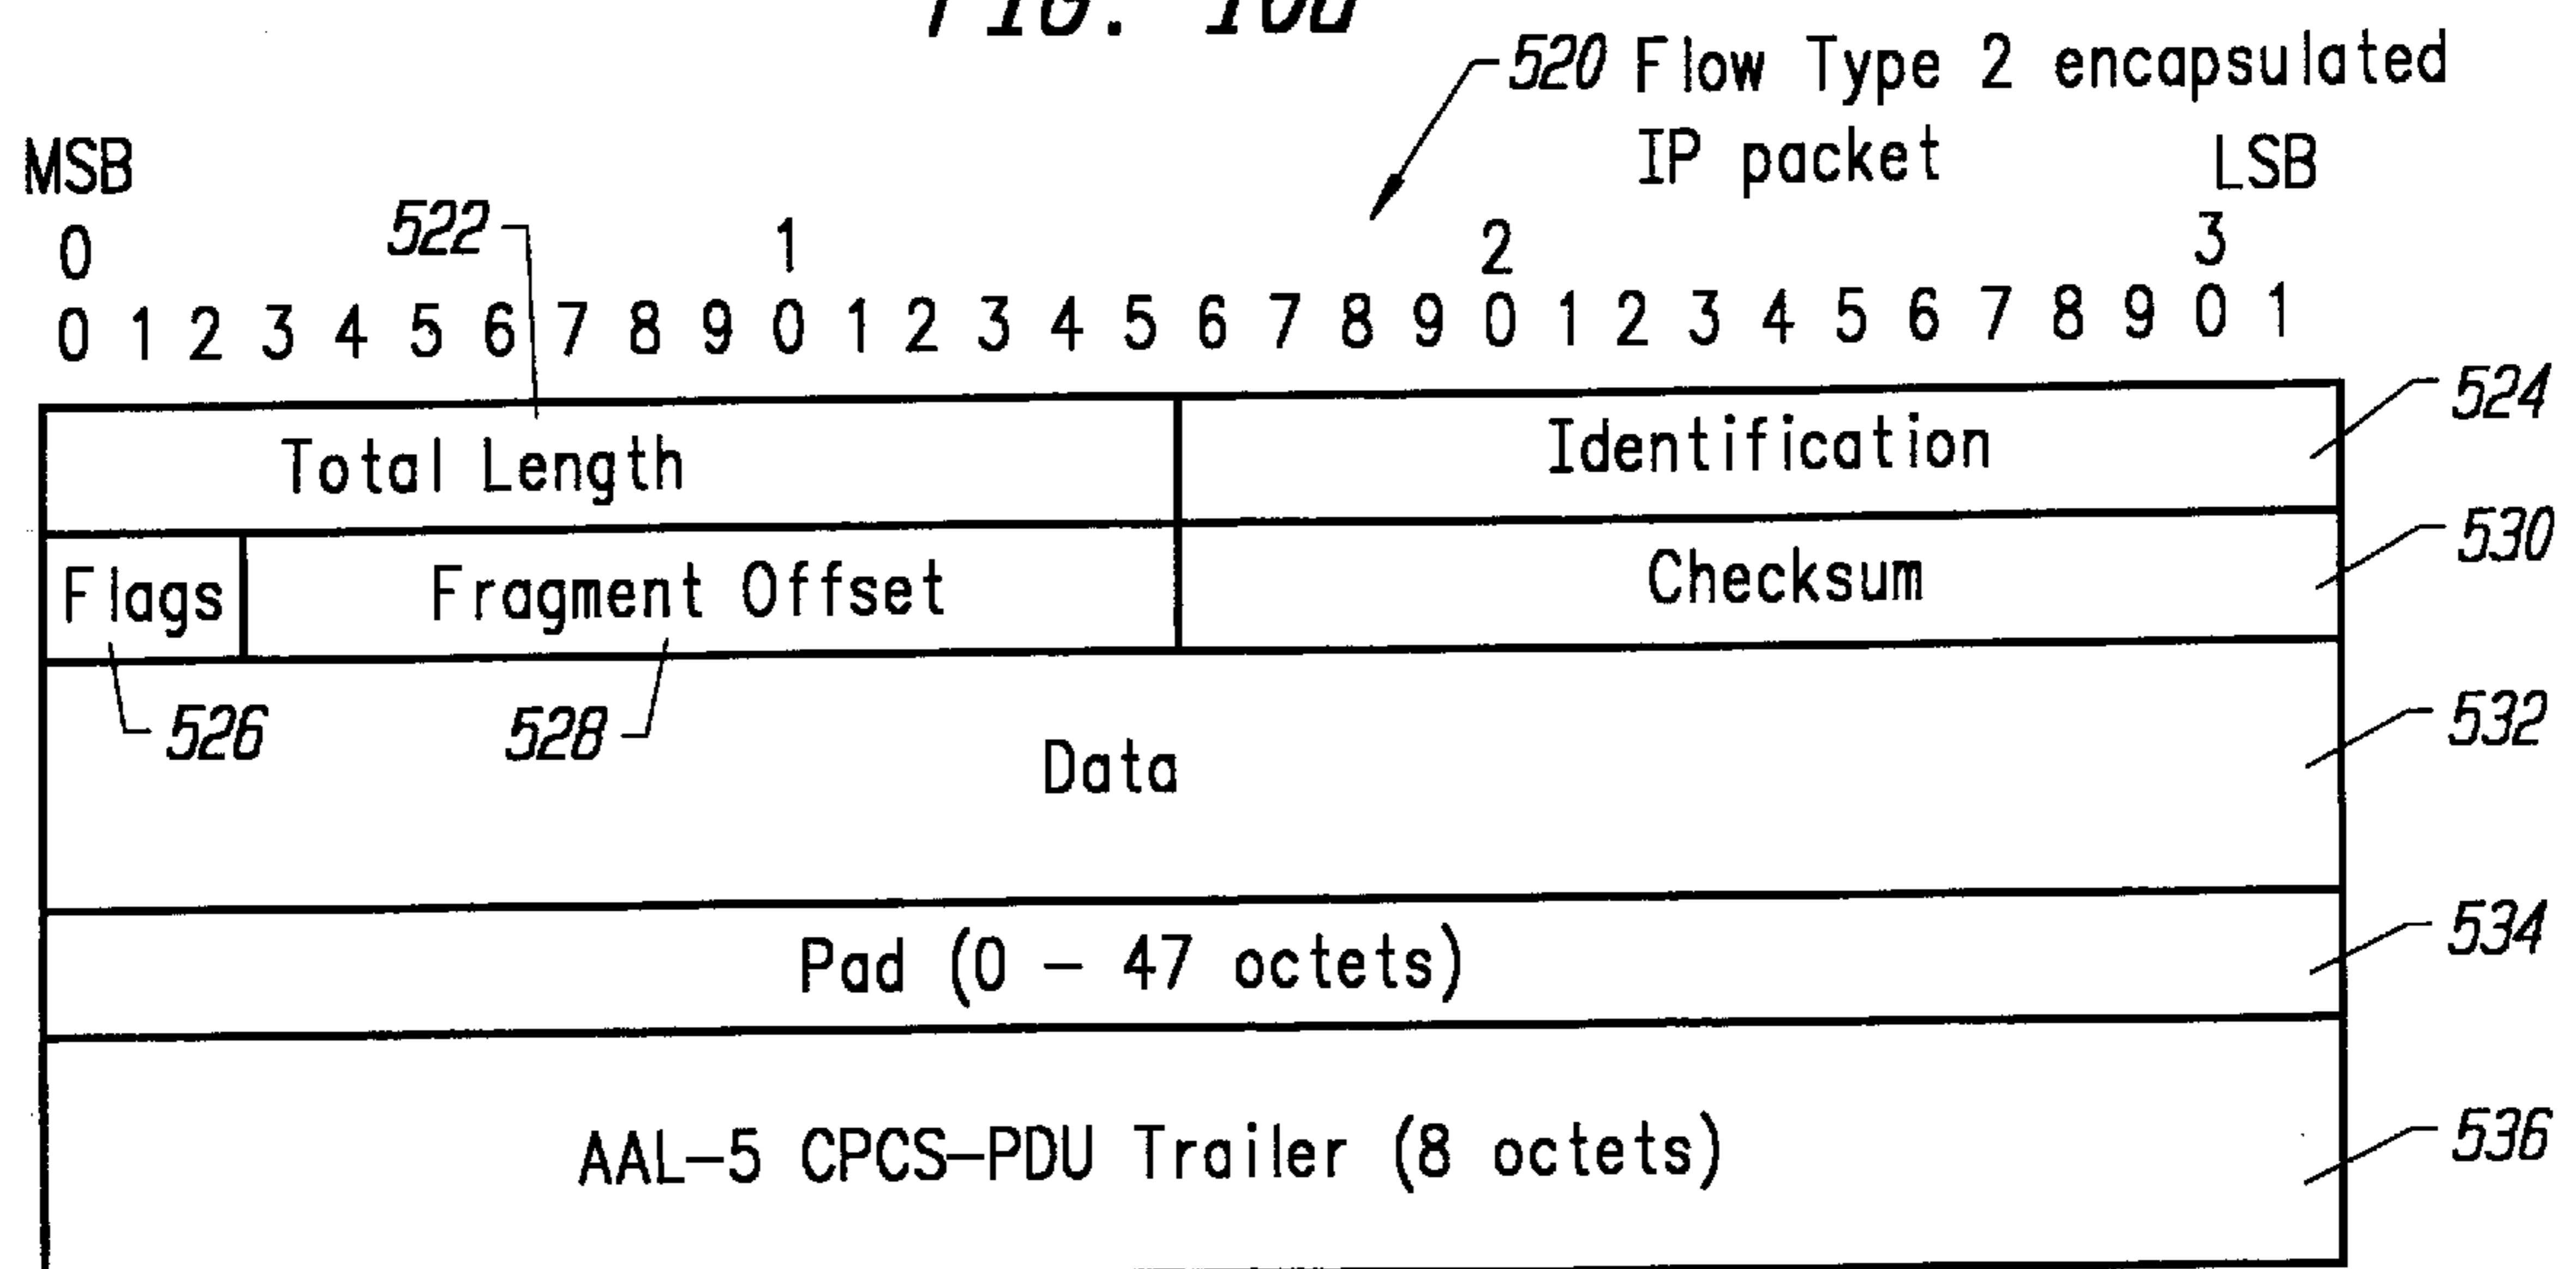 520 Flow Type 2 encapsulated
IP packet
MSB LSB
522
0 1 2 3
0 1 2 3 4 5 6 7 8 9 0 1 2 3 4 5 6 7 8 9 0 1 2 3 4 5 6 7 8 9 0 1
Total Length Identification 524
Flags Fragment Offset Checksum 530
526 528
Data 532
Pad (0 – 47 octets) 534
AAL–5 CPCS–PDU Trailer (8 octets) 536